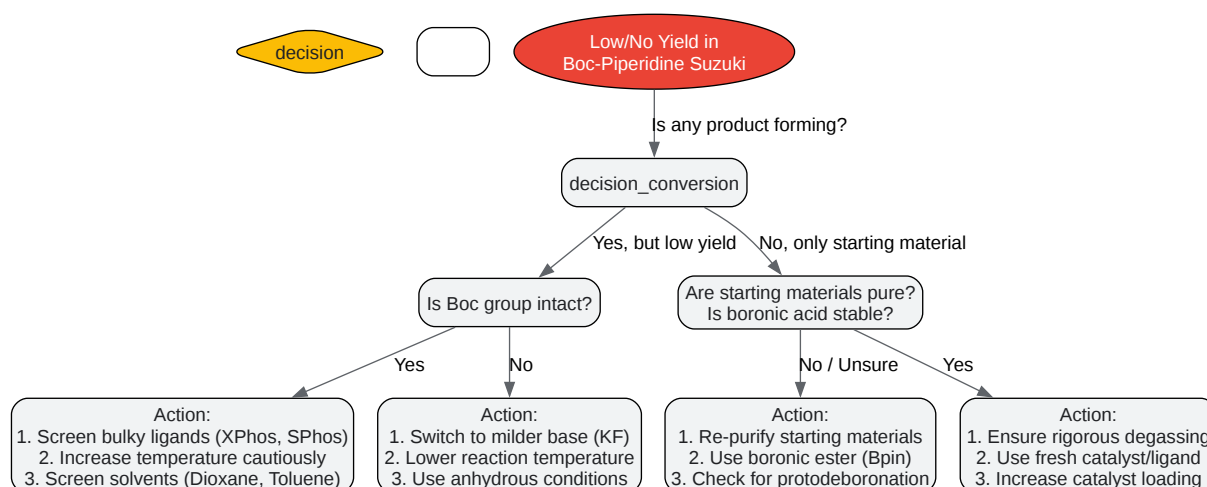 decision
Low/No Yield in
Boc-Piperidine Suzuki
Is any product forming?
decision_conversion
Yes, but low yield
No, only starting material
Is Boc group intact?
Are starting materials pure?
Is boronic acid stable?
Yes
No
No / Unsure
Yes
Action:
1. Screen bulky ligands (XPhos, SPhos)
2. Increase temperature cautiously
3. Screen solvents (Dioxane, Toluene)
Action:
1. Switch to milder base (KF)
2. Lower reaction temperature
3. Use anhydrous conditions
Action:
1. Re-purify starting materials
2. Use boronic ester (Bpin)
3. Check for protodeboronation
Action:
1. Ensure rigorous degassing
2. Use fresh catalyst/ligand
3. Increase catalyst loading